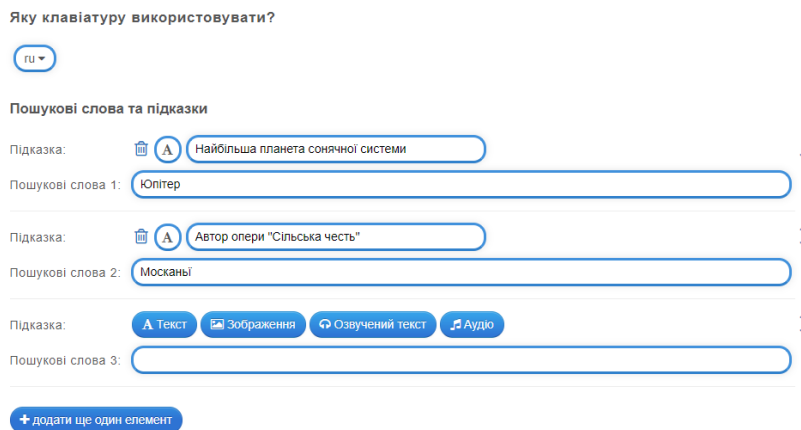 Яку клавіатуру використовувати?
ru
Пошукові слова та підказки
Підказка: A Найбільша планета сонячної системи
Пошукові слова 1: Юпітер
Підказка: A Автор опери "Сільська честь"
Пошукові слова 2: Москаньї
Підказка: A Текст Зображення Озвучений текст Аудіо
Пошукові слова 3:
+ додати ще один елемент